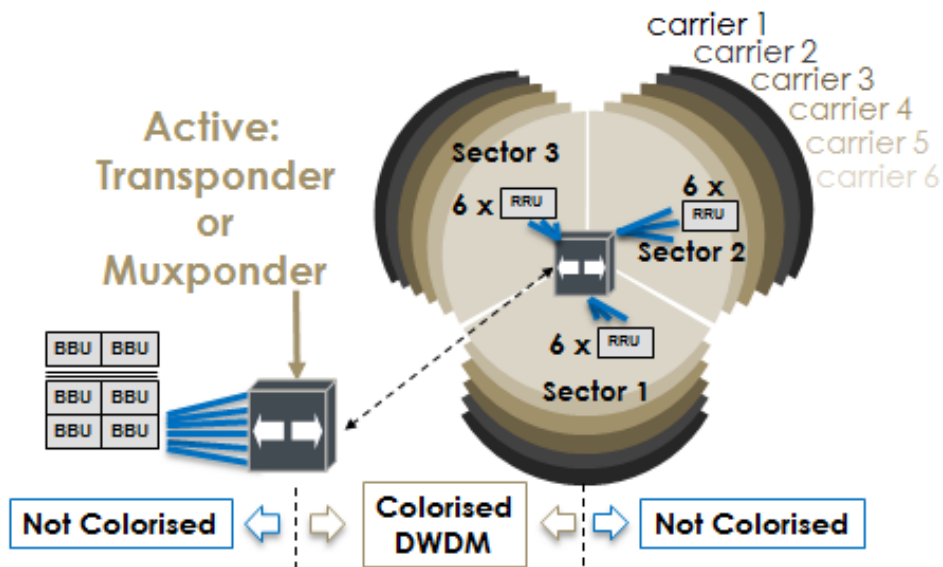 carrier 1
carrier 2
carrier 3
carrier 4
carrier 5
carrier 6
Active:
Transponder
or
Muxponder
Sector 3
6 x RRU
6 x
RRU
Sector 2
6 x RRU
Sector 1
BBU BBU
BBU BBU
BBU BBU
Not Colorised
Colorised
DWDM
Not Colorised